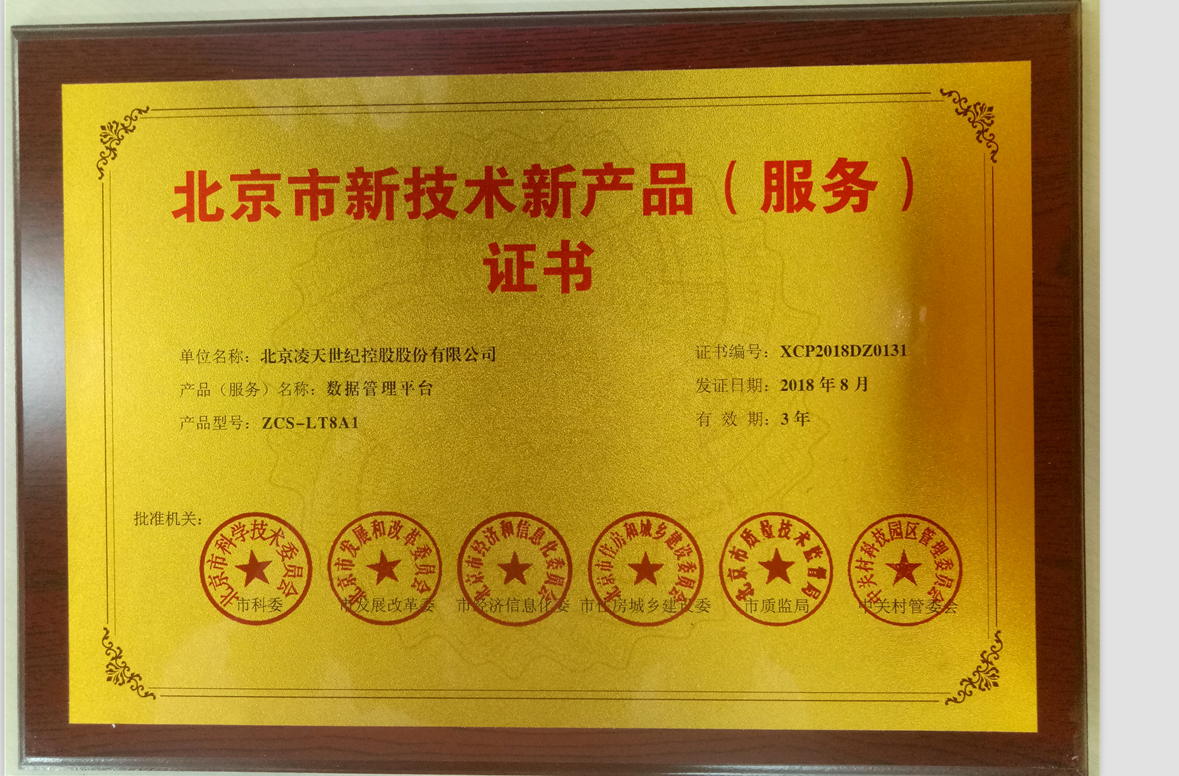 北京市新技术新产品（服务）
证书
单位名称：北京凌天世纪控股股份有限公司
证书编号：XCP2018DZ0131
产品（服务）名称：数据管理平台
发证日期：2018 年 8 月
产品型号：ZCS-LT8A1
有 效 期：3 年
批准机关：
北京市科学技术委员会
北京市发展和改革委员会
北京市经济和信息化委员会
北京市住房和城乡建设委员会
北京市质量技术监督局
中关村科技园区管理委员会
市科委
市发展改革委
市经济信息化委
市住房城乡建设委
市质监局
中关村管委会